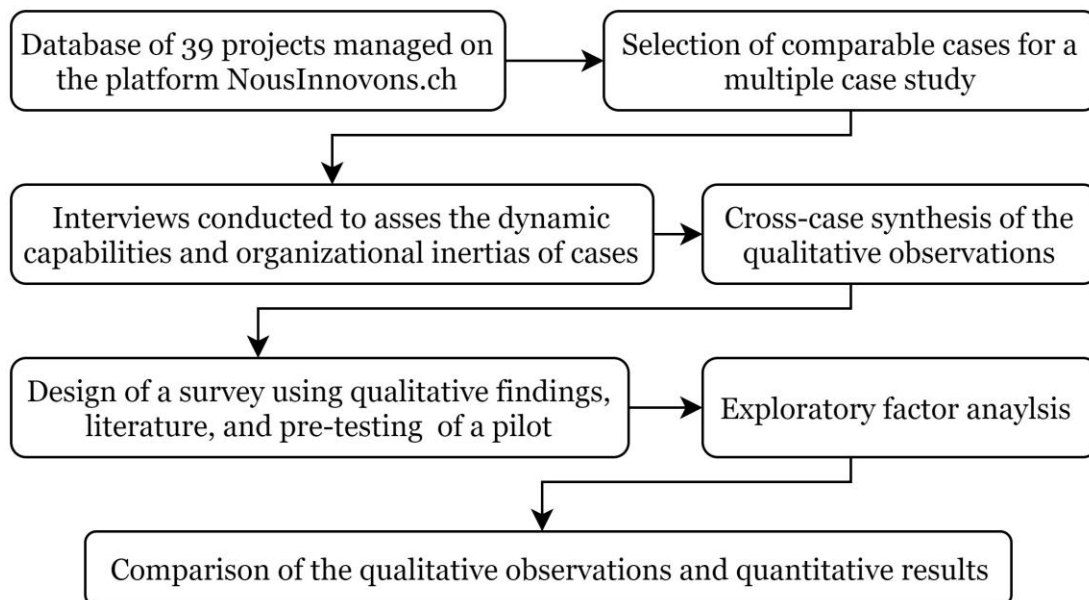 Database of 39 projects managed on
the platform NousInnovons.ch
Selection of comparable cases for a
multiple case study
Interviews conducted to asses the dynamic
capabilities and organizational inertias of cases
Cross-case synthesis of the
qualitative observations
Design of a survey using qualitative findings,
literature, and pre-testing of a pilot
Exploratory factor anaylsis
Comparison of the qualitative observations and quantitative results